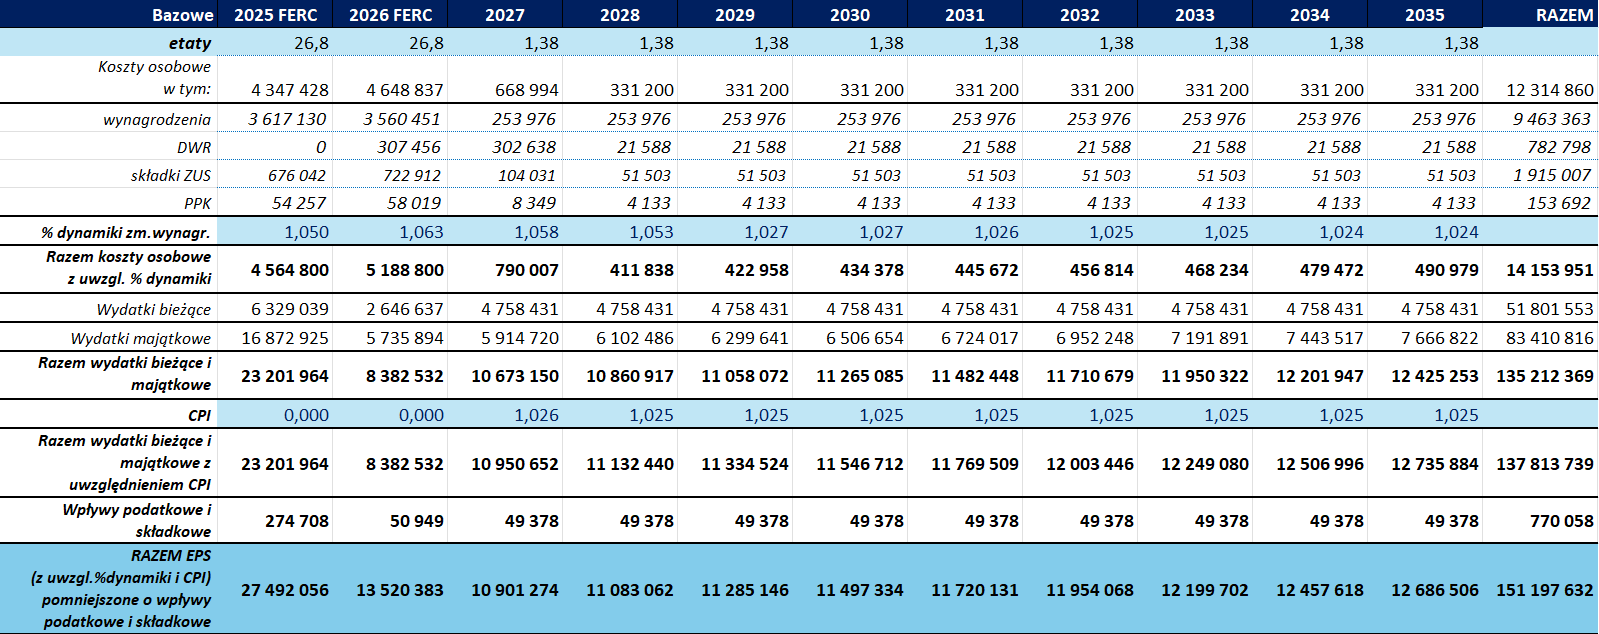 Bazowe 2025 FERC 2026 FERC 2027 2028 2029 2030 2031 2032 2033 2034 2035 RAZEM
etaty 26,8 26,8 1,38 1,38 1,38 1,38 1,38 1,38 1,38 1,38 1,38
Koszty osobowe
w tym: 4 347 428 4 648 837 668 994 331 200 331 200 331 200 331 200 331 200 331 200 331 200 331 200 12 314 860
wynagrodzenia 3 617 130 3 560 451 253 976 253 976 253 976 253 976 253 976 253 976 253 976 253 976 253 976 9 463 363
DWR 0 307 456 302 638 21 588 21 588 21 588 21 588 21 588 21 588 21 588 21 588 782 798
składki ZUS 676 042 722 912 104 031 51 503 51 503 51 503 51 503 51 503 51 503 51 503 51 503 1 915 007
PPK 54 257 58 019 8 349 4 133 4 133 4 133 4 133 4 133 4 133 4 133 4 133 153 692
% dynamiki zm.wynagr. 1,050 1,063 1,058 1,053 1,027 1,027 1,026 1,025 1,025 1,024 1,024
Razem koszty osobowe
z uwzgl. % dynamiki 4 564 800 5 188 800 790 007 411 838 422 958 434 378 445 672 456 814 468 234 479 472 490 979 14 153 951
Wydatki bieżące 6 329 039 2 646 637 4 758 431 4 758 431 4 758 431 4 758 431 4 758 431 4 758 431 4 758 431 4 758 431 4 758 431 51 801 553
Wydatki majątkowe 16 872 925 5 735 894 5 914 720 6 102 486 6 299 641 6 506 654 6 724 017 6 952 248 7 191 891 7 443 517 7 666 822 83 410 816
Razem wydatki bieżące i
majątkowe 23 201 964 8 382 532 10 673 150 10 860 917 11 058 072 11 265 085 11 482 448 11 710 679 11 950 322 12 201 947 12 425 253 135 212 369
CPI 0,000 0,000 1,026 1,025 1,025 1,025 1,025 1,025 1,025 1,025 1,025
Razem wydatki bieżące i
majątkowe z
uwzględnieniem CPI 23 201 964 8 382 532 10 950 652 11 132 440 11 334 524 11 546 712 11 769 509 12 003 446 12 249 080 12 506 996 12 735 884 137 813 739
Wpływy podatkowe i
składkowe 274 708 50 949 49 378 49 378 49 378 49 378 49 378 49 378 49 378 49 378 49 378 770 058
RAZEM EPS
(z uwzgl.%dynamiki i CPI)
pomniejszone o wpływy
podatkowe i składkowe 27 492 056 13 520 383 10 901 274 11 083 062 11 285 146 11 497 334 11 720 131 11 954 068 12 199 702 12 457 618 12 686 506 151 197 632